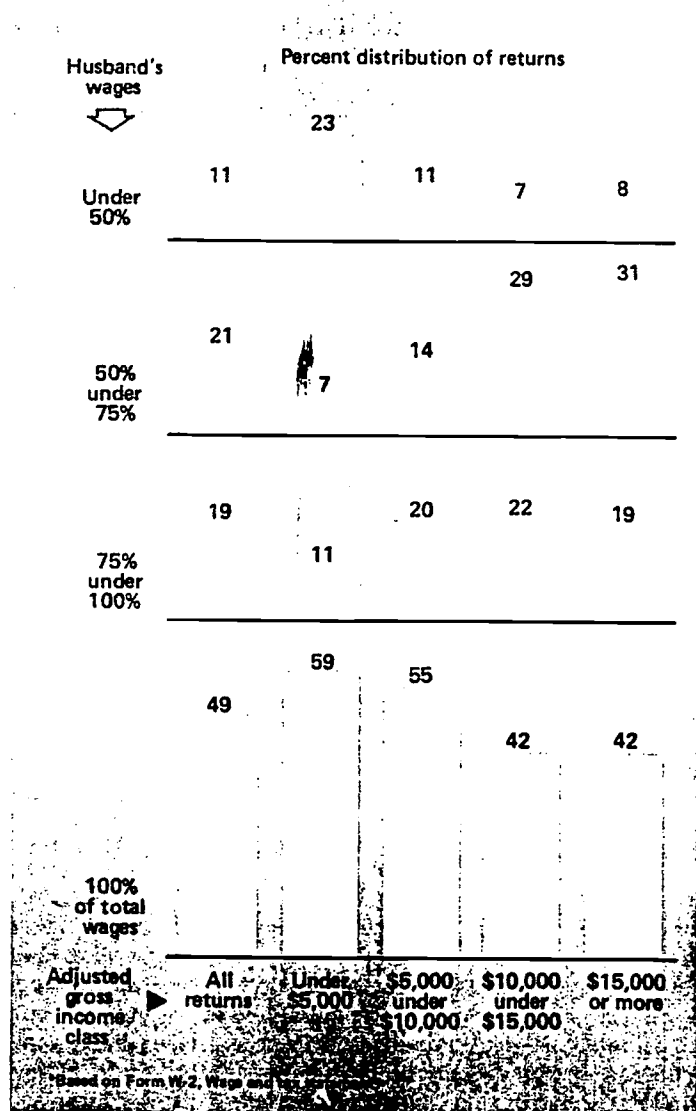 Percent distribution of returns
Husband's
wages
23
11
11
7
8
Under
50%
29
31
21
14
7
50%
under
75%
19
20
22
19
11
75%
under
100%
59
55
49
42
42
100%
of total
wages
Adjusted
gross
income
class
All
returns
Under
$5,000
$5,000
under
$10,000
$10,000
under
$15,000
$15,000
or more
*Based on Form W-2, Wage and tax